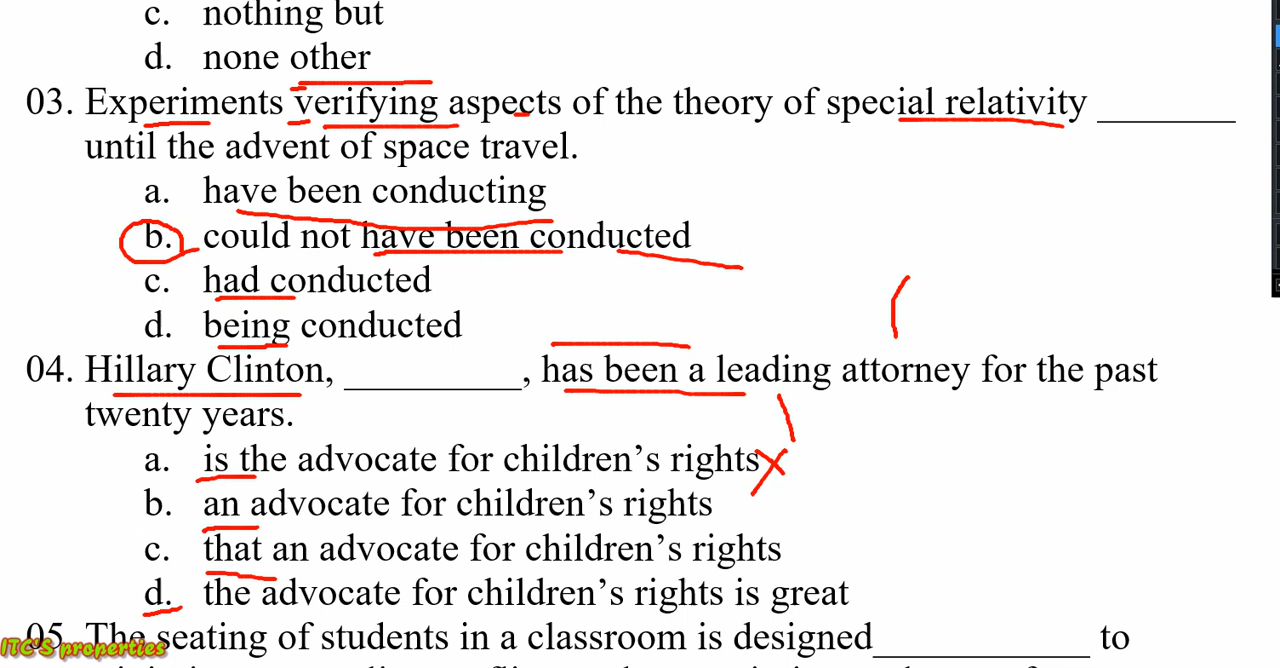 c. nothing but
d. none other
03. Experiments verifying aspects of the theory of special relativity _______
until the advent of space travel.
a. have been conducting
b. could not have been conducted
c. had conducted
d. being conducted
04. Hillary Clinton, _________, has been a leading attorney for the past
twenty years.
a. is the advocate for children’s rights
b. an advocate for children’s rights
c. that an advocate for children’s rights
d. the advocate for children’s rights is great
05. The seating of students in a classroom is designed___________ to
ITC'S properties